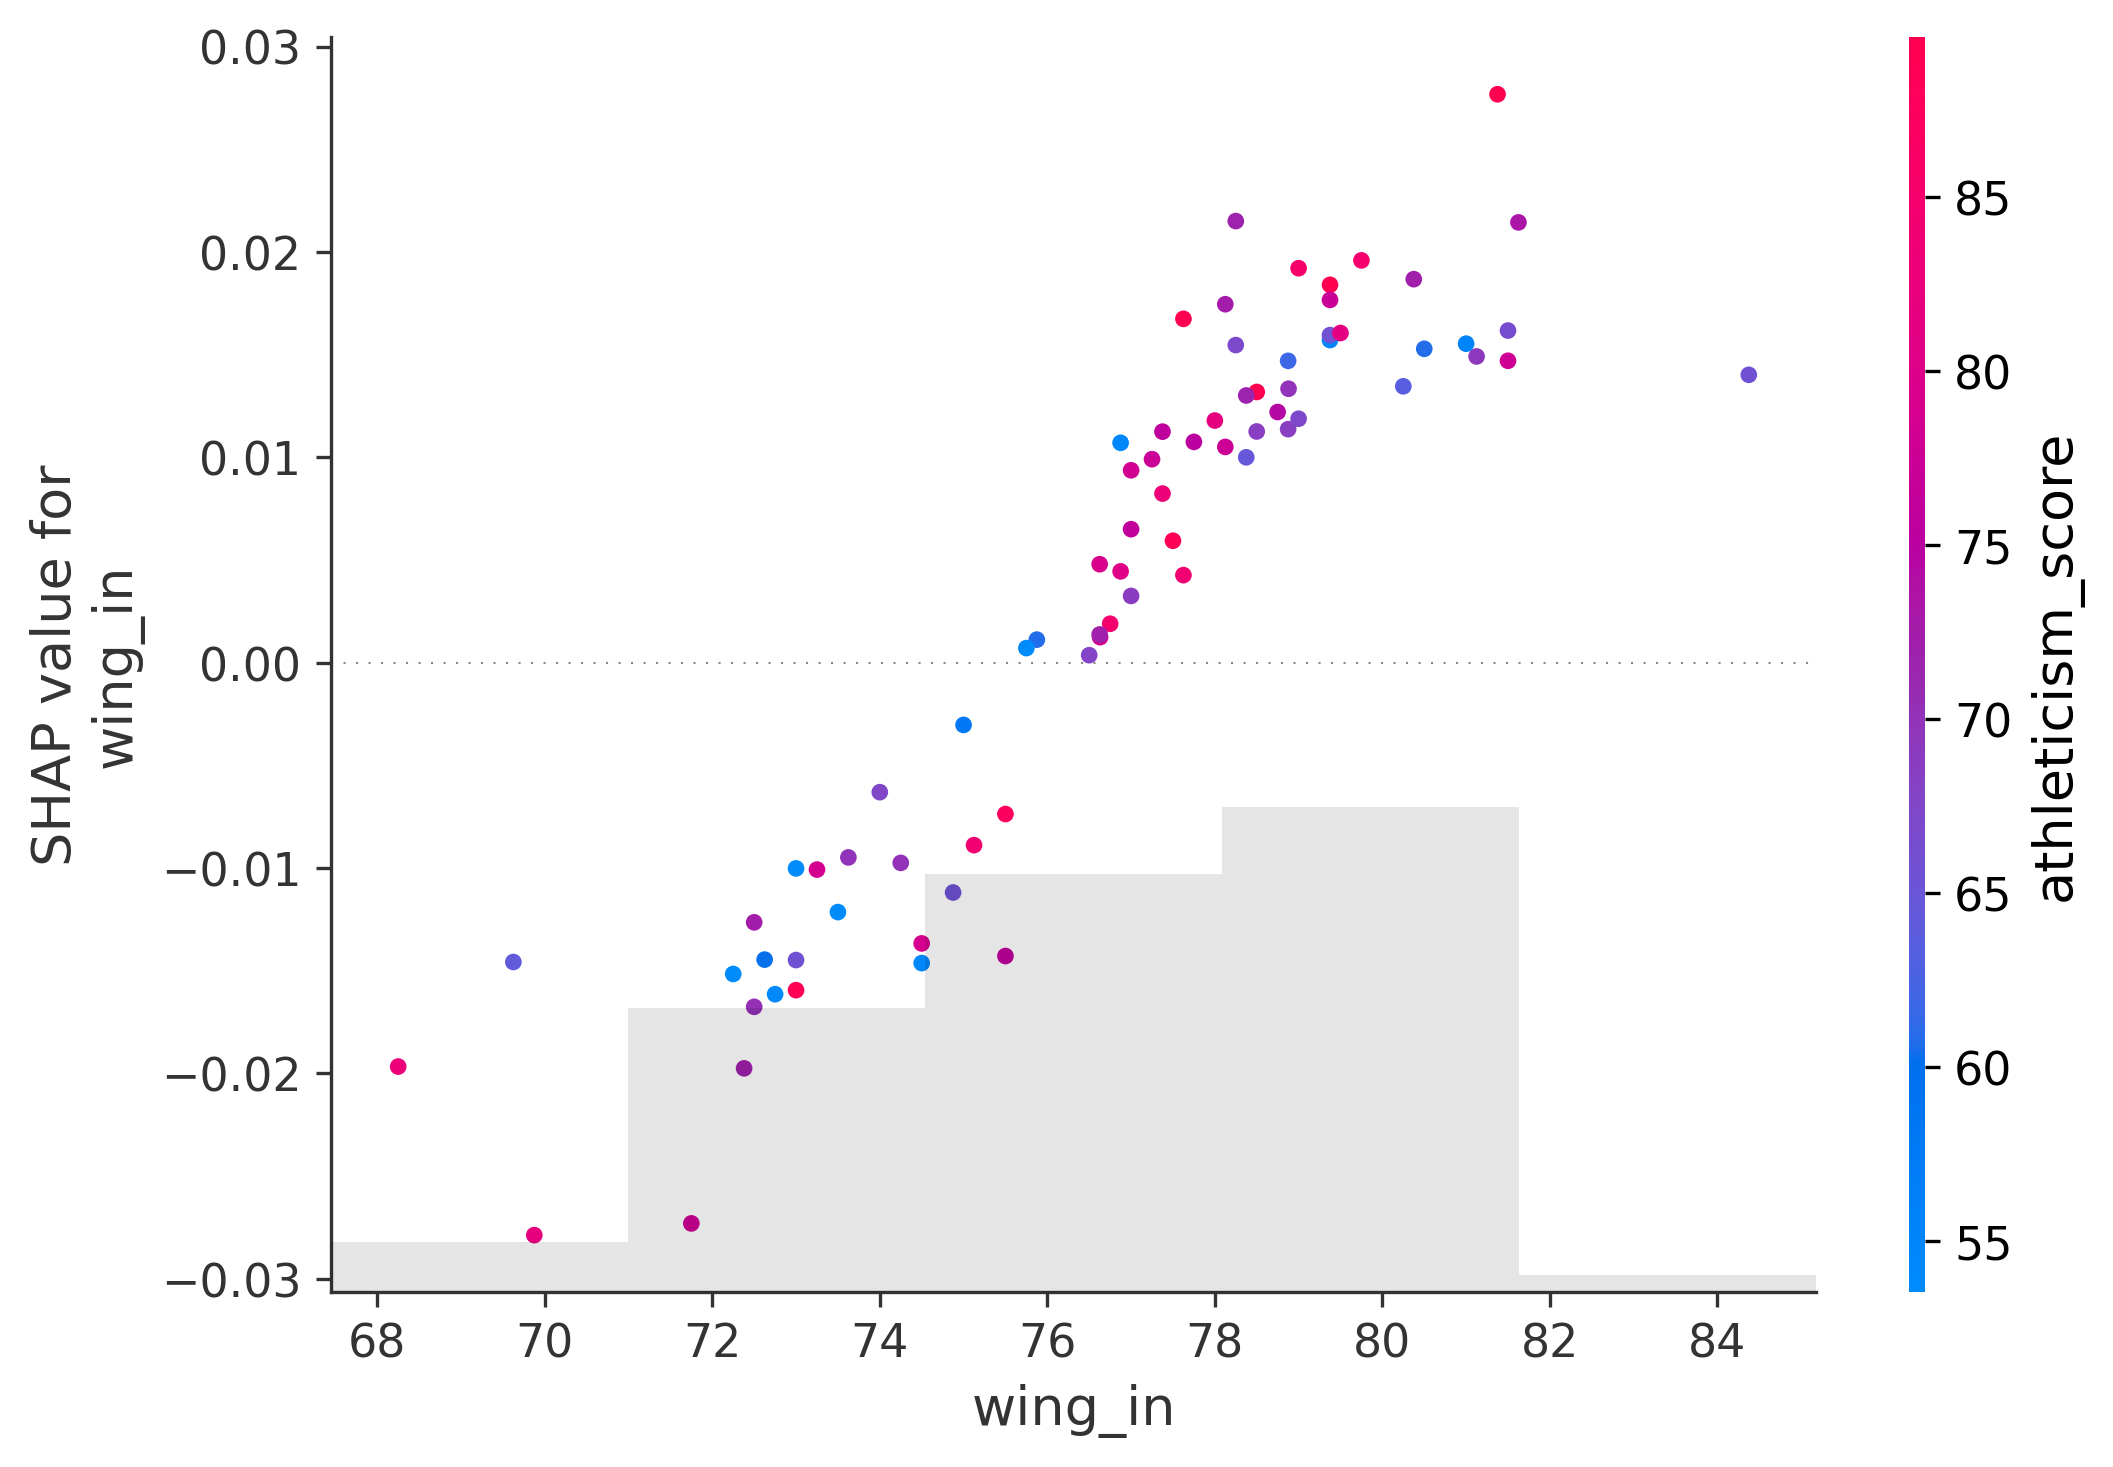 0.03
0.02
0.01
0.00
−0.01
−0.02
−0.03
SHAP value for
wing_in
68 70 72 74 76 78 80 82 84
wing_in
85
80
75
70
65
60
55
athleticism_score